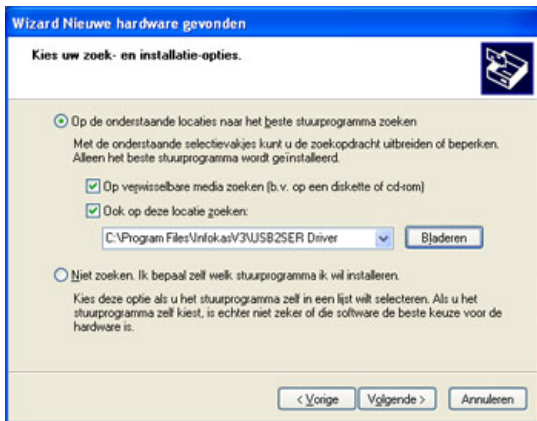 Wizard Nieuwe hardware gevonden
Kies uw zoek- en installatie-opties.
Op de onderstaande locaties naar het beste stuurprogramma zoeken
Met de onderstaande selectievakjes kunt u de zoekopdracht uitbreiden of beperken.
Alleen het beste stuurprogramma wordt geïnstalleerd.
Op verwisselbare media zoeken (b.v. op een diskette of cd-rom)
Ook op deze locatie zoeken:
C:\Program Files\InfokasV3\USB2SER Driver
Bladeren
Niet zoeken. Ik bepaal zelf welk stuurprogramma ik wil installeren.
Kies deze optie als u het stuurprogramma zelf in een lijst wilt selecteren. Als u het
stuurprogramma zelf kiest, is echter niet zeker of die software de beste keuze voor de
hardware is.
< Vorige
Volgende >
Annuleren